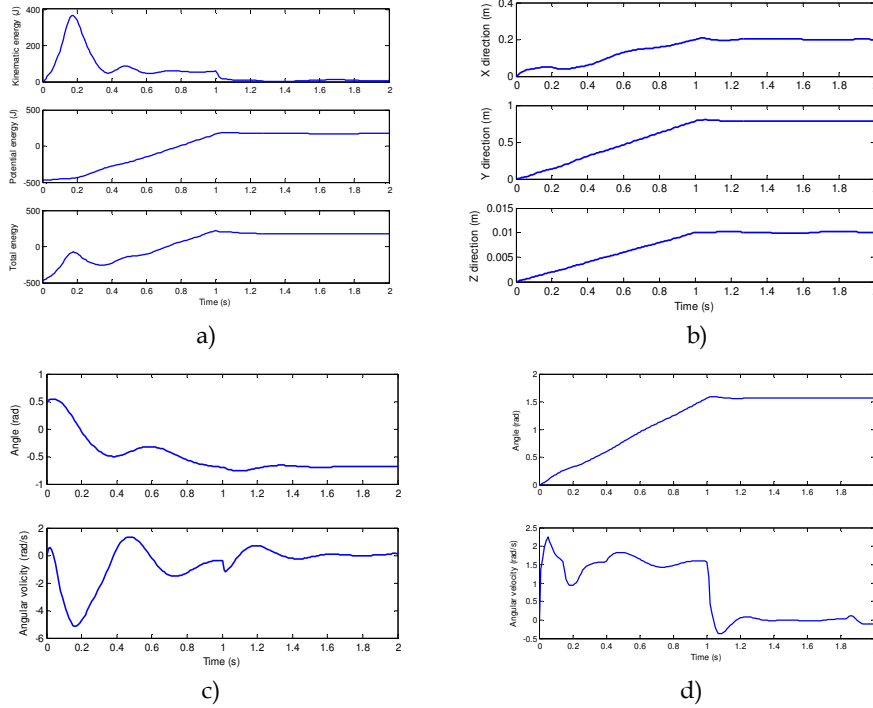 400
200
0
Kinematic energy (J)
0 0.2 0.4 0.6 0.8 1 1.2 1.4 1.6 1.8 2
500
0
-500
Potential energy (J)
0 0.2 0.4 0.6 0.8 1 1.2 1.4 1.6 1.8 2
500
0
-500
Total energy
0 0.2 0.4 0.6 0.8 1 1.2 1.4 1.6 1.8 2
Time (s)
a)
0.4
0.2
0
X direction (m)
0 0.2 0.4 0.6 0.8 1 1.2 1.4 1.6 1.8 2
1
0.5
0
Y direction (m)
0 0.2 0.4 0.6 0.8 1 1.2 1.4 1.6 1.8 2
0.015
0.01
0.005
0
Z direction (m)
0 0.2 0.4 0.6 0.8 1 1.2 1.4 1.6 1.8 2
Time (s)
b)
1
0.5
0
-0.5
-1
Angle (rad)
0 0.2 0.4 0.6 0.8 1 1.2 1.4 1.6 1.8 2
2
0
-2
-4
-6
Angular volicity (rad/s)
0 0.2 0.4 0.6 0.8 1 1.2 1.4 1.6 1.8 2
Time (s)
c)
2
1.5
1
0.5
0
Angle (rad)
0 0.2 0.4 0.6 0.8 1 1.2 1.4 1.6 1.8
2.5
2
1.5
1
0.5
0
-0.5
Angular velocity (rad/s)
0 0.2 0.4 0.6 0.8 1 1.2 1.4 1.6 1.8
Time (s)
d)